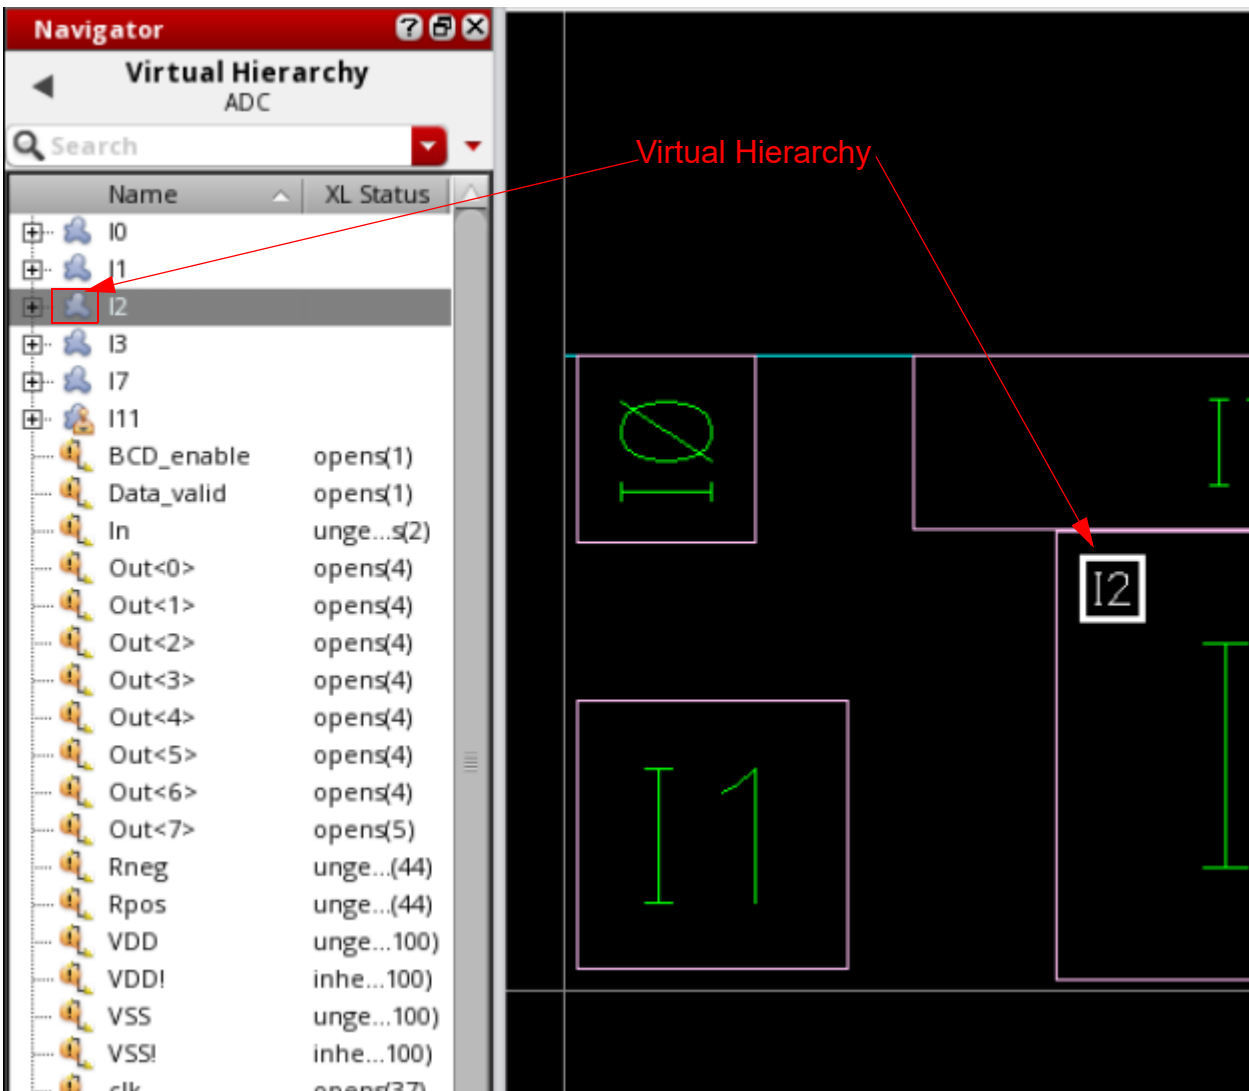 Navigator
Virtual Hierarchy
ADC
Search
Name XL Status
I0
I1
I2
I3
I7
I11
BCD_enable opens(1)
Data_valid opens(1)
In unge...s(2)
Out<0> opens(4)
Out<1> opens(4)
Out<2> opens(4)
Out<3> opens(4)
Out<4> opens(4)
Out<5> opens(4)
Out<6> opens(4)
Out<7> opens(5)
Rneg unge...(44)
Rpos unge...(44)
VDD unge...100)
VDD! inhe...100)
VSS unge...100)
VSS! inhe...100)
clk opens(37)
Virtual Hierarchy
I0
I
I2
I
I1